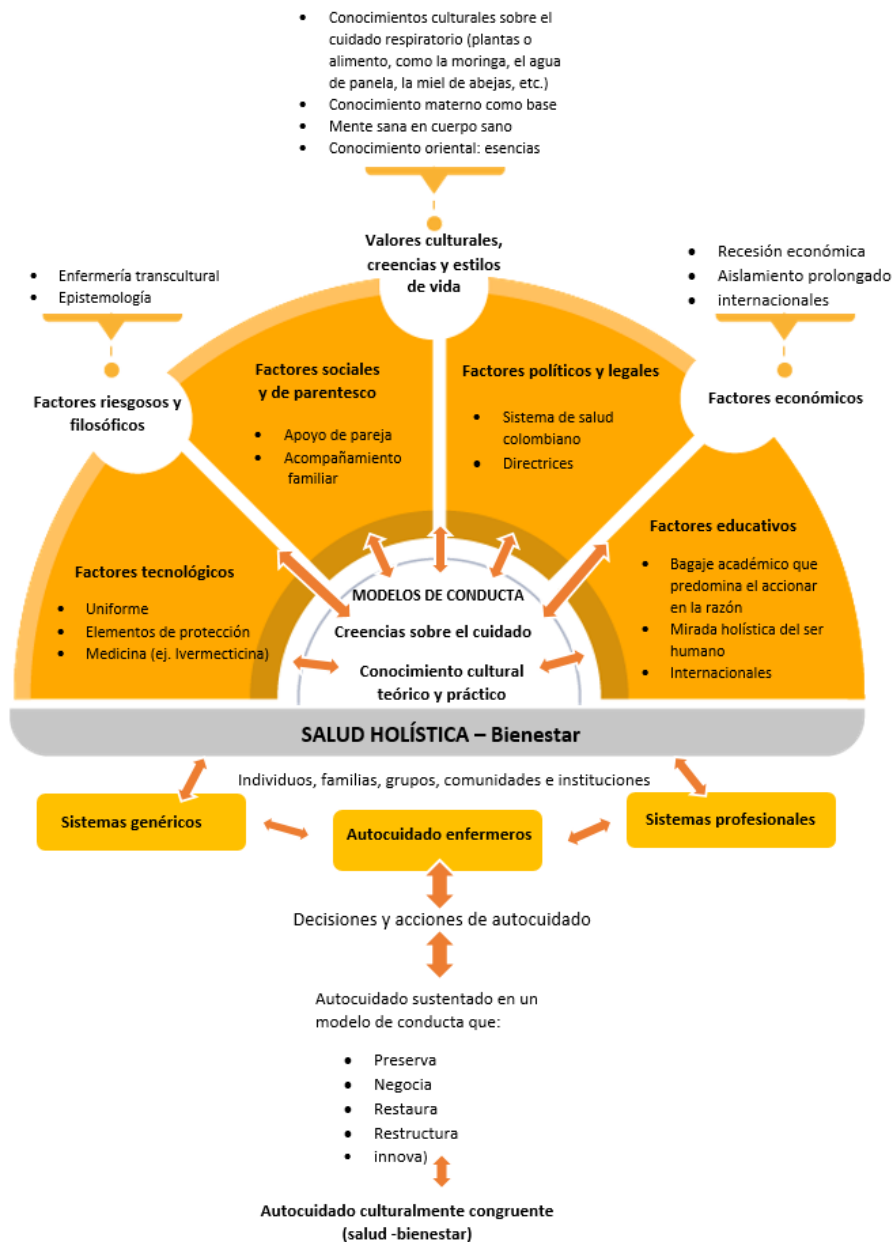 • Conocimientos culturales sobre el
cuidado respiratorio (plantas o
alimento, como la moringa, el agua
de panela, la miel de abejas, etc.)
• Conocimiento materno como base
• Mente sana en cuerpo sano
• Conocimiento oriental: esencias
Valores culturales,
creencias y estilos
de vida
• Enfermería transcultural
• Epistemología
Factores riesgosos y
filosóficos
• Recesión económica
• Aislamiento prolongado
• internacionales
Factores económicos
Factores sociales
y de parentesco
• Apoyo de pareja
• Acompañamiento
familiar
Factores políticos y legales
• Sistema de salud
colombiano
• Directrices
Factores tecnológicos
• Uniforme
• Elementos de protección
• Medicina (ej. Ivermecticina)
Factores educativos
• Bagaje académico que
predomina el accionar
en la razón
• Mirada holística del ser
humano
• Internacionales
MODELOS DE CONDUCTA
Creencias sobre el cuidado
Conocimiento cultural
teórico y práctico
SALUD HOLÍSTICA – Bienestar
Individuos, familias, grupos, comunidades e instituciones
Sistemas genéricos
Autocuidado enfermeros
Sistemas profesionales
Decisiones y acciones de autocuidado
Autocuidado sustentado en un
modelo de conducta que:
• Preserva
• Negocia
• Restaura
• Restructura
• innova)
Autocuidado culturalmente congruente
(salud -bienestar)